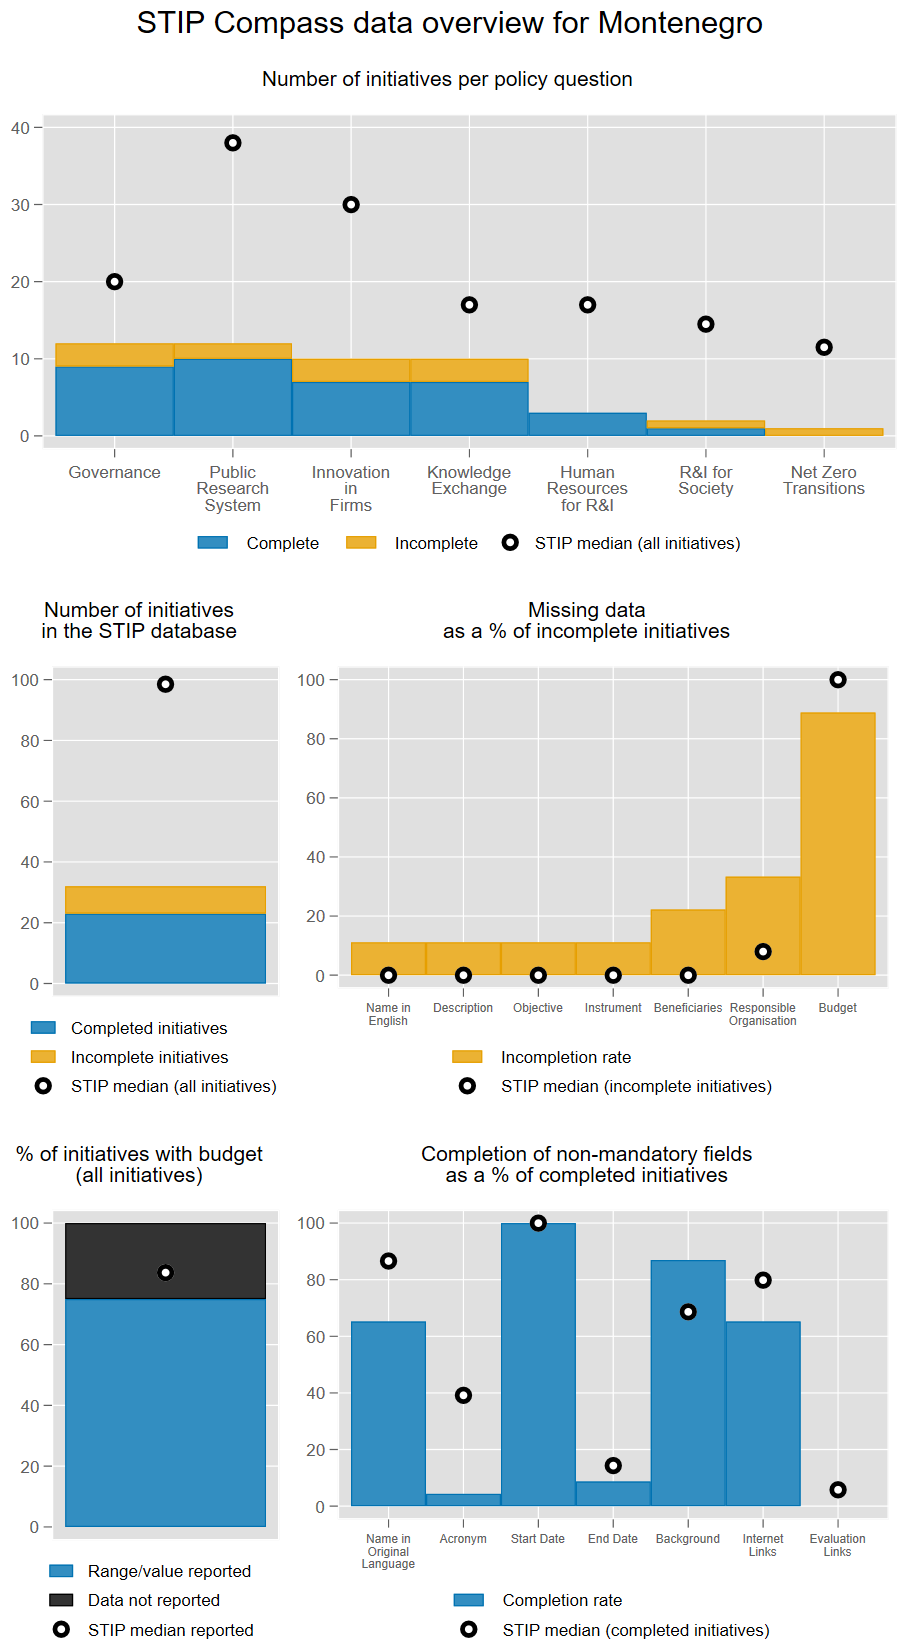 STIP Compass data overview for Montenegro
Number of initiatives per policy question
40
30
20
10
0
Governance
Public
Research
System
Innovation
in
Firms
Knowledge
Exchange
Human
Resources
for R&I
R&I for
Society
Net Zero
Transitions
Complete
Incomplete
STIP median (all initiatives)
Number of initiatives
in the STIP database
100
80
60
40
20
0
Completed initiatives
Incomplete initiatives
STIP median (all initiatives)
Missing data
as a % of incomplete initiatives
100
80
60
40
20
0
Name in
English
Description
Objective
Instrument
Beneficiaries
Responsible
Organisation
Budget
Incompletion rate
STIP median (incomplete initiatives)
% of initiatives with budget
(all initiatives)
100
80
60
40
20
0
Range/value reported
Data not reported
STIP median reported
Completion of non-mandatory fields
as a % of completed initiatives
100
80
60
40
20
0
Name in
Original
Language
Acronym
Start Date
End Date
Background
Internet
Links
Evaluation
Links
Completion rate
STIP median (completed initiatives)